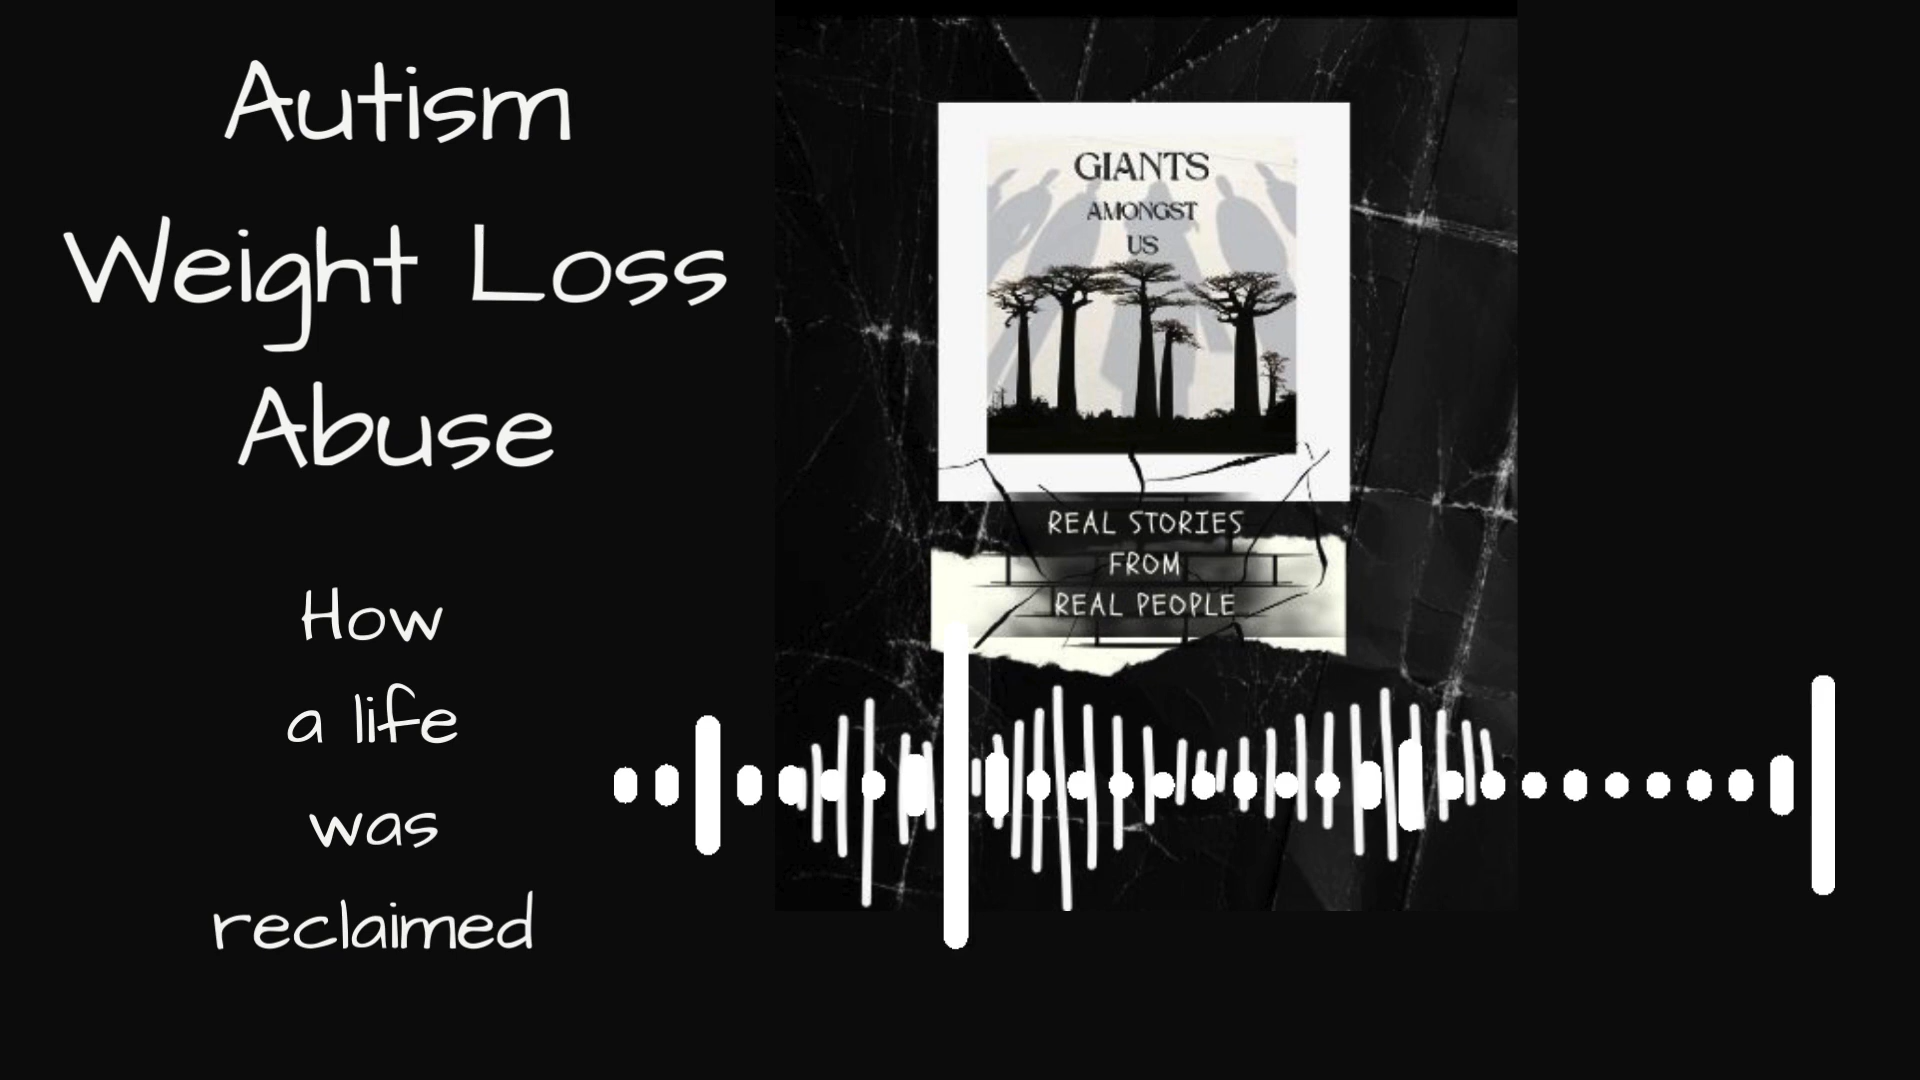 Autism
Weight Loss
Abuse
How
a life
was
reclaimed
GIANTS
AMONGST
US
REAL STORIES
FROM
REAL PEOPLE